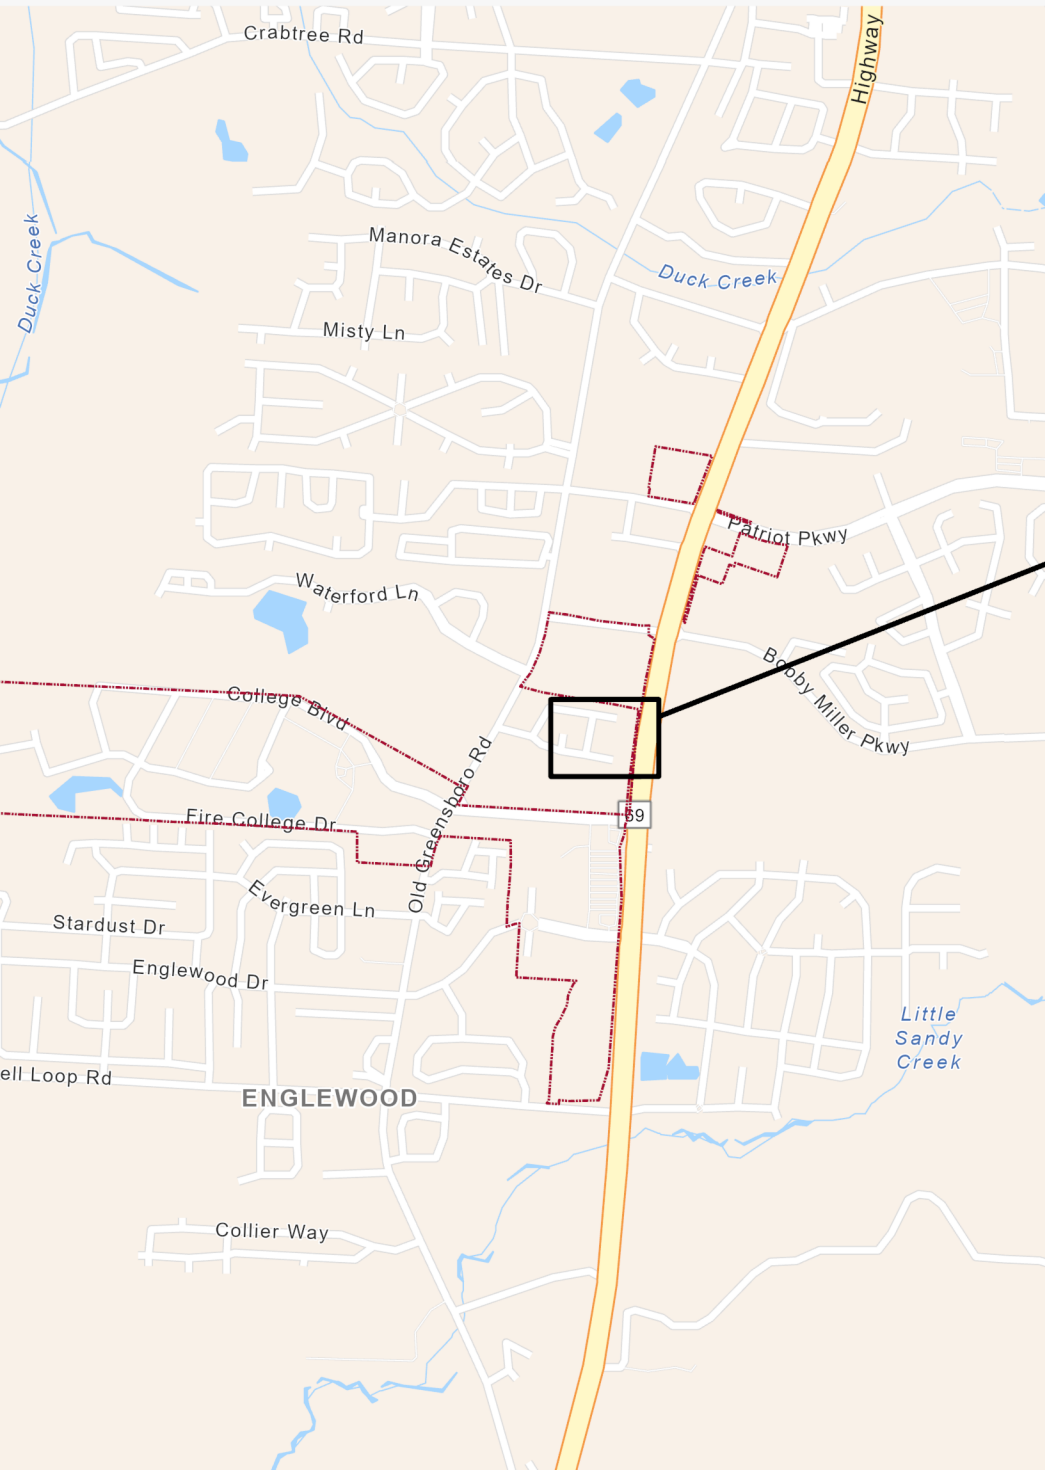 Crabtree Rd
Highway
Duck Creek
Manora Estates Dr
Duck Creek
Misty Ln
Patriot Pkwy
Waterford Ln
Bobby Miller Pkwy
College Blvd
Old Greensboro Rd
59
Fire College Dr
Evergreen Ln
Stardust Dr
Englewood Dr
Little
Sandy
Creek
ell Loop Rd
ENGLEWOOD
Collier Way